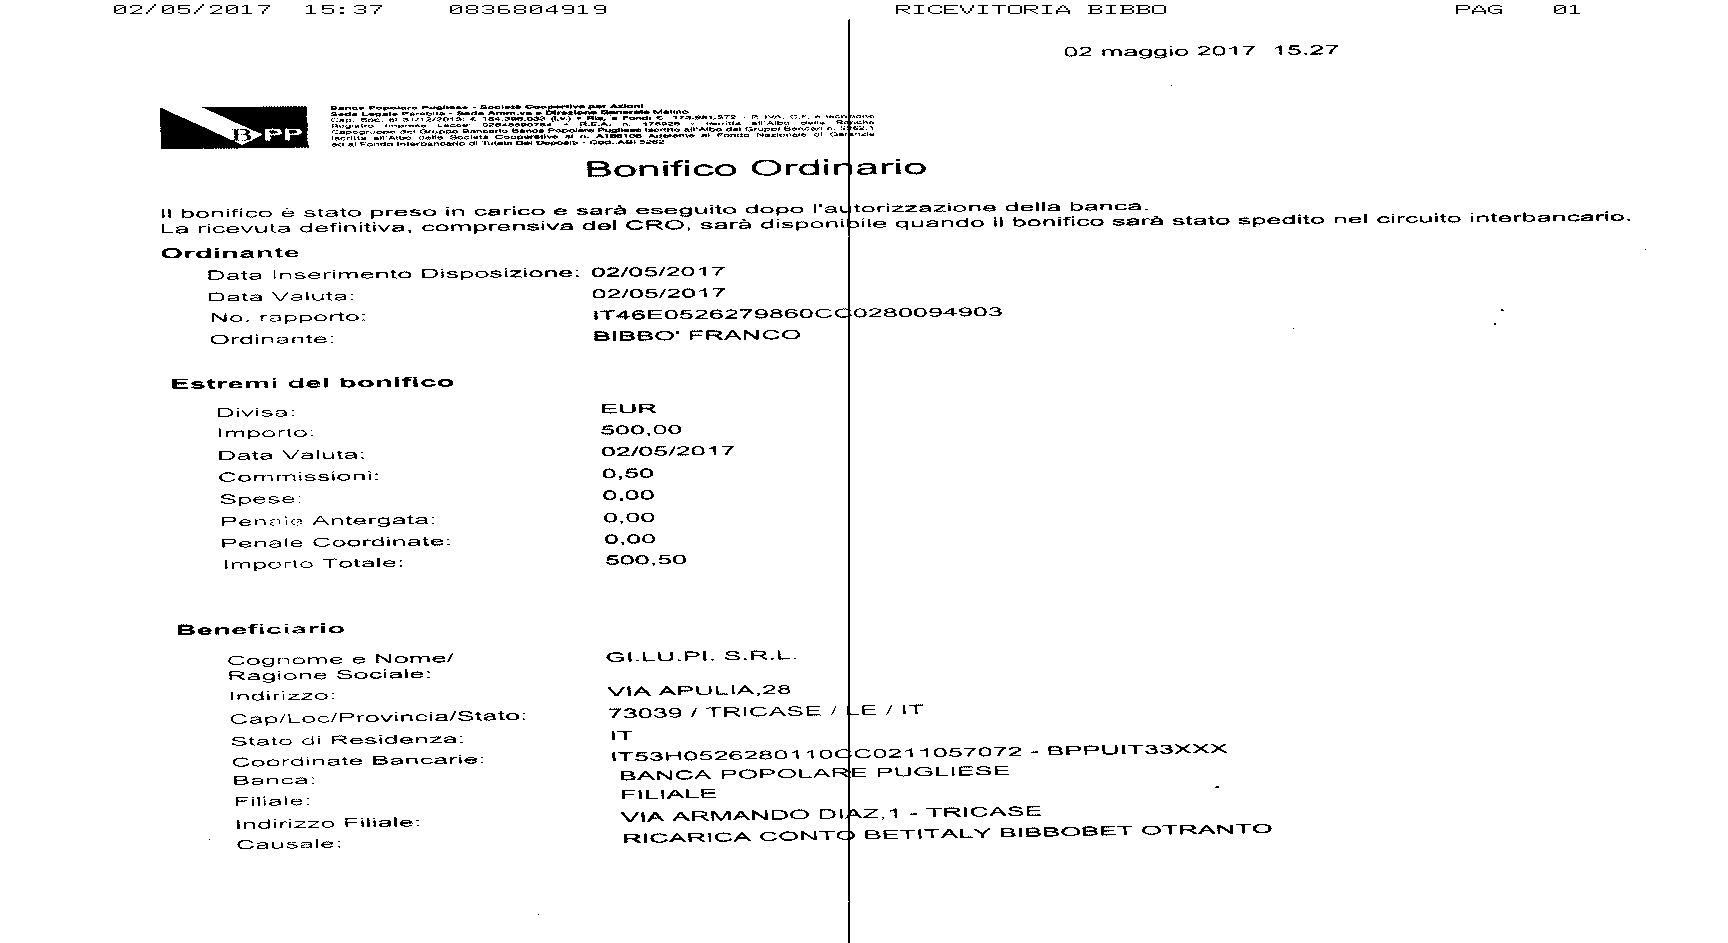 02/05/2017 15:37 0836804919 RICEVITORIA BIBBO PAG 01
02 maggio 2017 15.27
BPP
Banca Popolare Pugliese - Società Cooperativa per Azioni
Sede Legale Parabita - Sede Amm.va e Direzione Generale Matino
Bonifico Ordinario
Il bonifico è stato preso in carico e sarà eseguito dopo l'autorizzazione della banca.
La ricevuta definitiva, comprensiva del CRO, sarà disponibile quando il bonifico sarà stato spedito nel circuito interbancario.
Ordinante
Data Inserimento Disposizione: 02/05/2017
Data Valuta: 02/05/2017
No. rapporto: IT46E0526279860CC0280094903
Ordinante: BIBBO' FRANCO
Estremi del bonifico
Divisa: EUR
Importo: 500,00
Data Valuta: 02/05/2017
Commissioni: 0,50
Spese: 0,00
Penale Antergata: 0,00
Penale Coordinate: 0,00
Importo Totale: 500,50
Beneficiario
Cognome e Nome/ GI.LU.PI. S.R.L.
Ragione Sociale:
Indirizzo: VIA APULIA,28
Cap/Loc/Provincia/Stato: 73039 / TRICASE / LE / IT
Stato di Residenza: IT
Coordinate Bancarie: IT53H0526280110CC0211057072 - BPPUIT33XXX
Banca: BANCA POPOLARE PUGLIESE
Filiale: FILIALE
Indirizzo Filiale: VIA ARMANDO DIAZ,1 - TRICASE
Causale: RICARICA CONTO BETITALY BIBBOBET OTRANTO